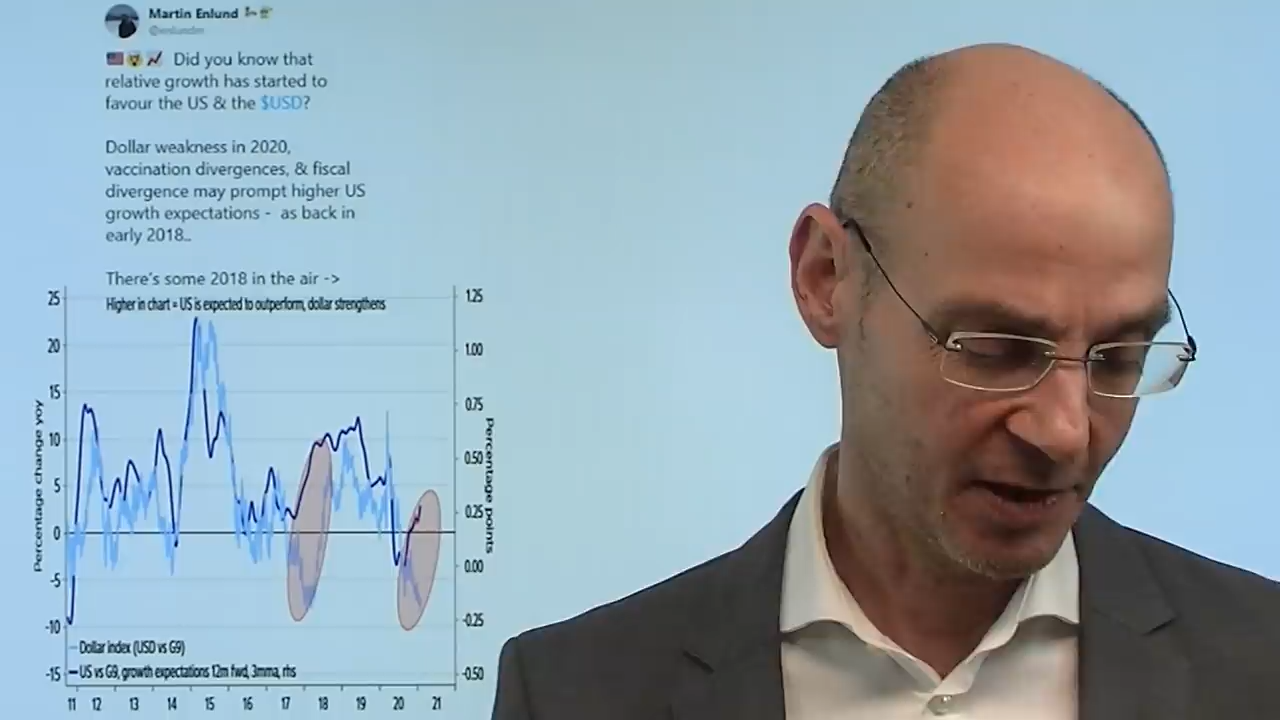 Martin Enlund
@enlundm
Did you know that
relative growth has started to
favour the US & the $USD?
Dollar weakness in 2020,
vaccination divergences, & fiscal
divergence may prompt higher US
growth expectations - as back in
early 2018...
There's some 2018 in the air ->
Higher in chart = US is expected to outperform, dollar strengthens
25
20
15
10
5
0
-5
-10
-15
Percentage change yoy
1.25
1.00
0.75
0.50
0.25
0.00
-0.25
-0.50
Percentage points
Dollar index (USD vs G9)
US vs G9, growth expectations 12m fwd, 3mma, rhs
11 12 13 14 15 16 17 18 19 20 21